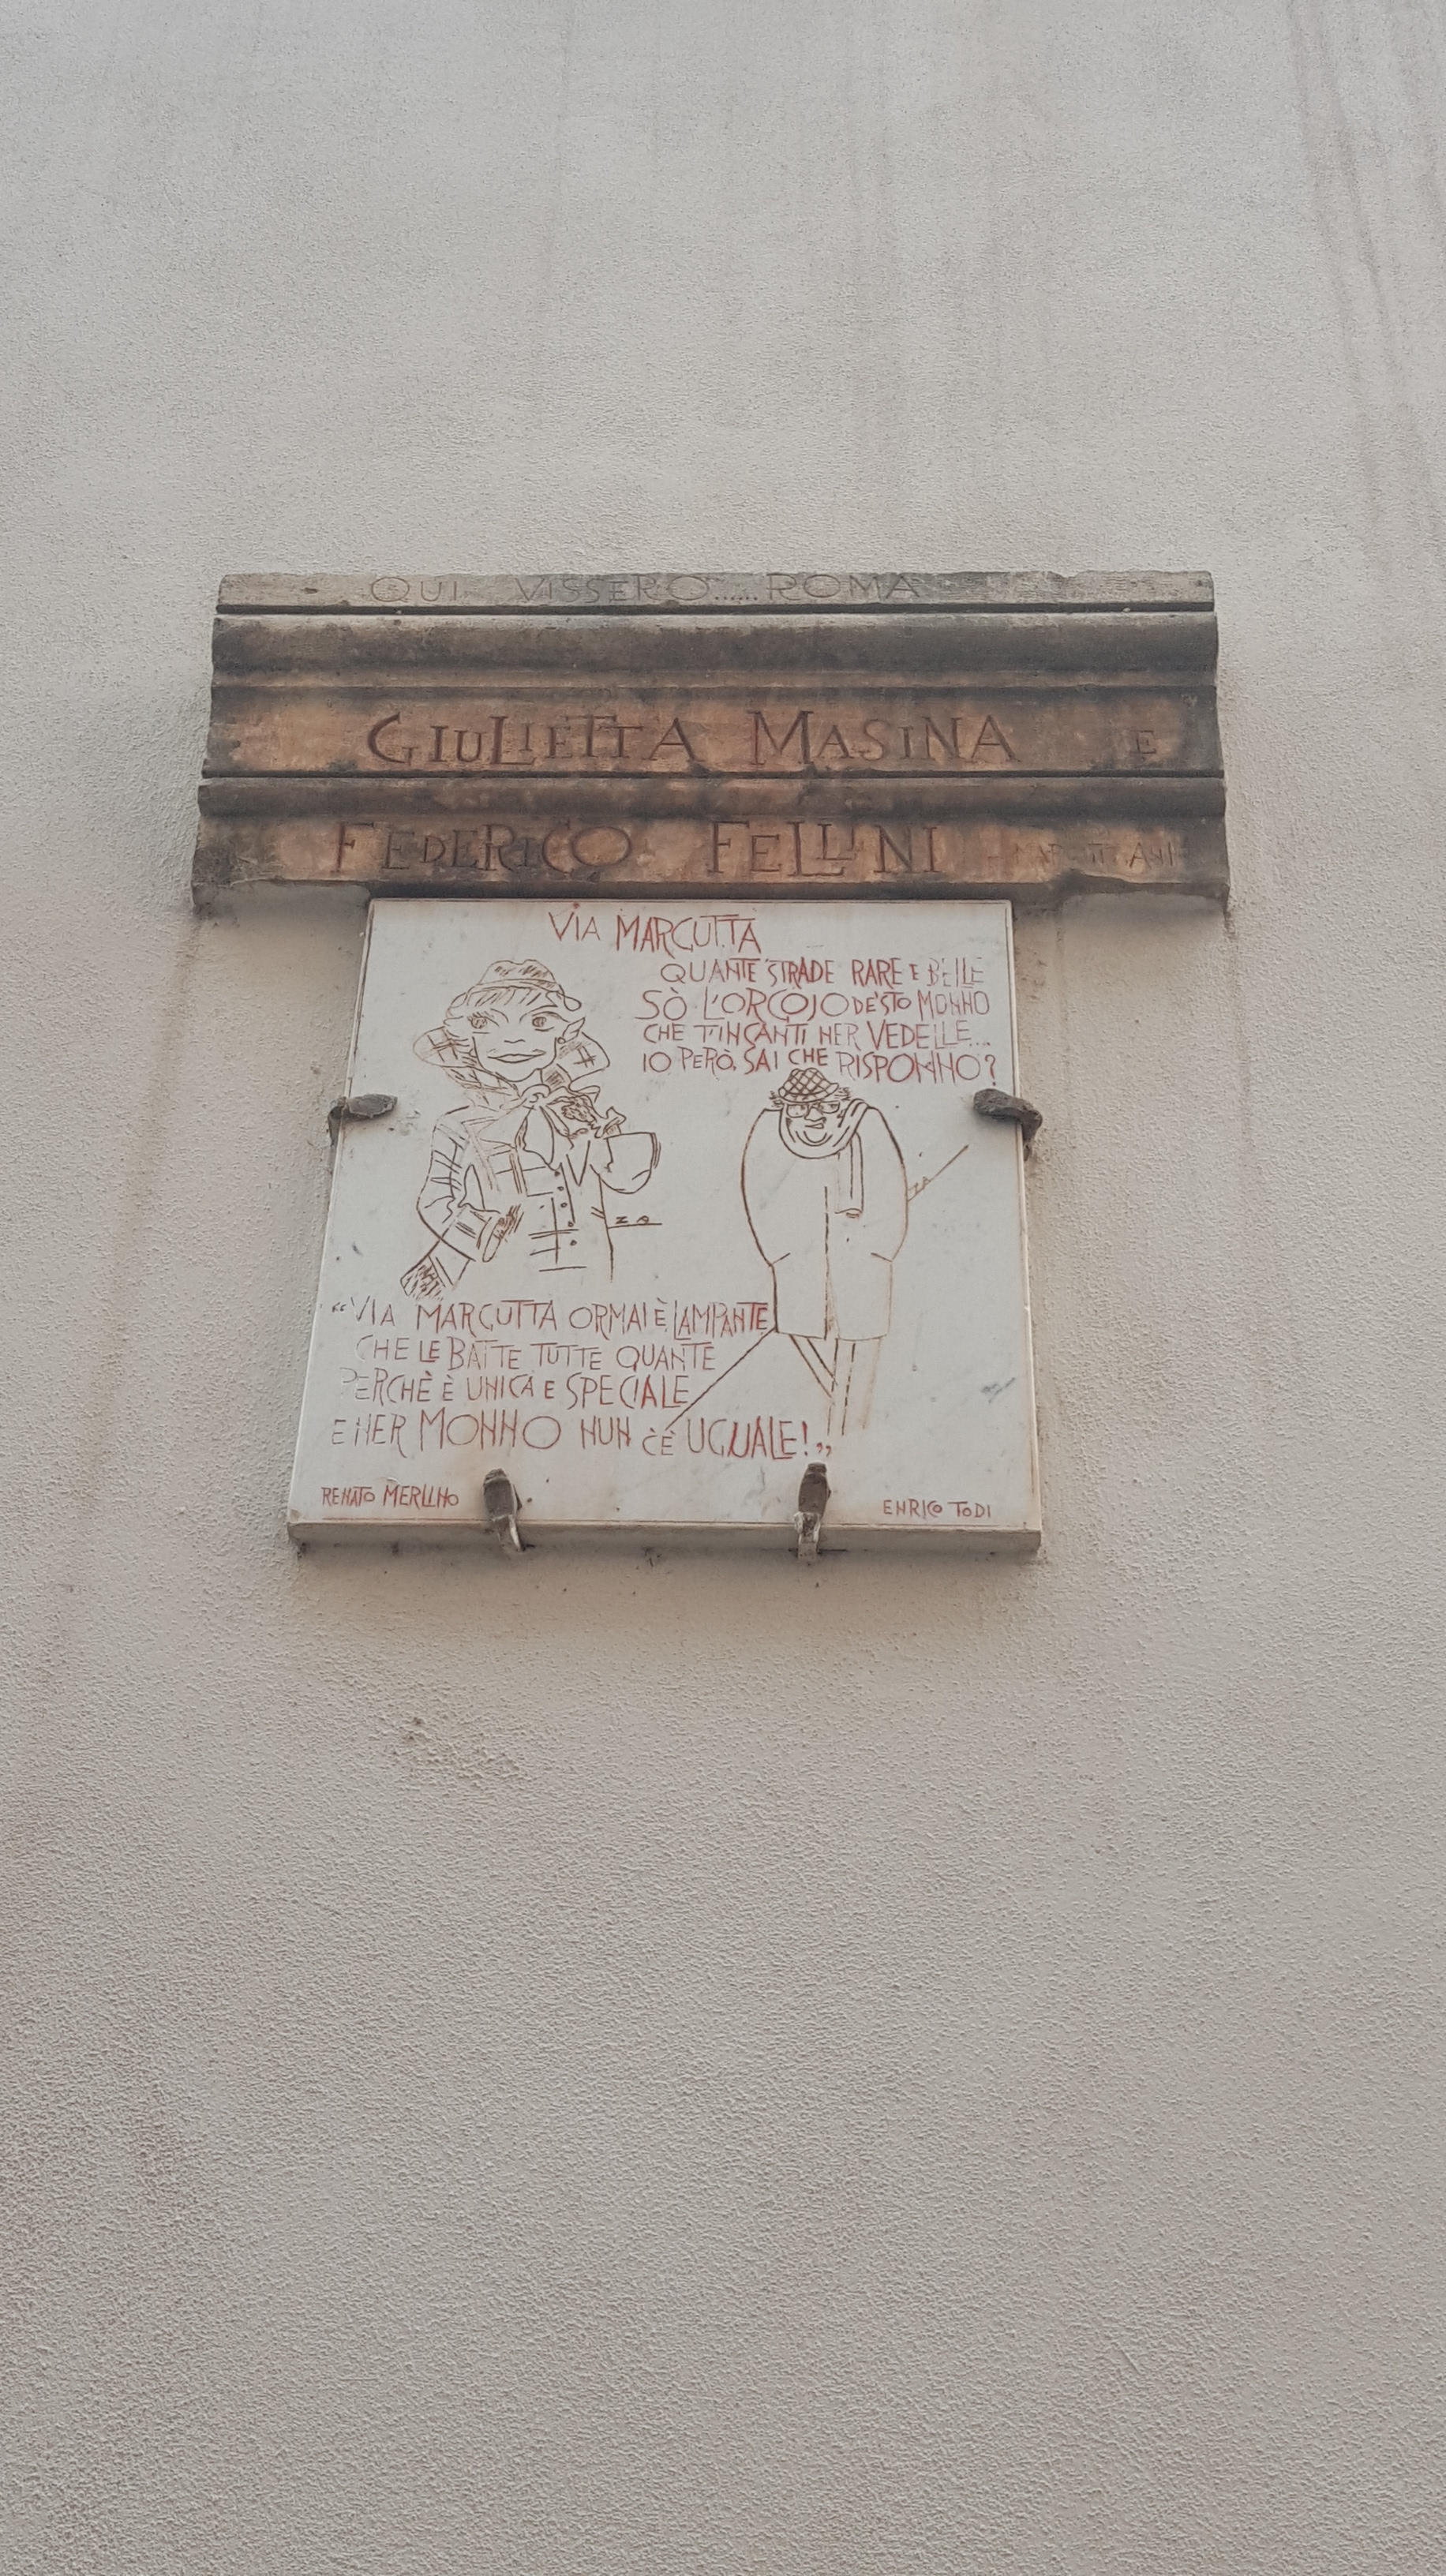 QUI VISSERO......ROMA
GIULIETTA MASINA E
FEDERICO FELLINI
VIA MARGUTTA
QUANTE STRADE RARE E BELLE
SÒ L'ORGOJO DE'STO MONNO
CHE T'INCANTI NER VEDELLE...
IO PERÒ, SAI CHE RISPONNO?
"VIA MARGUTTA ORMAI È LAMPANTE
CHE LE BATTE TUTTE QUANTE
PERCHÈ È UNICA E SPECIALE
E NER MONNO NUN C'È UGUALE!"
RENATO MERLINO
ENRICO TODI